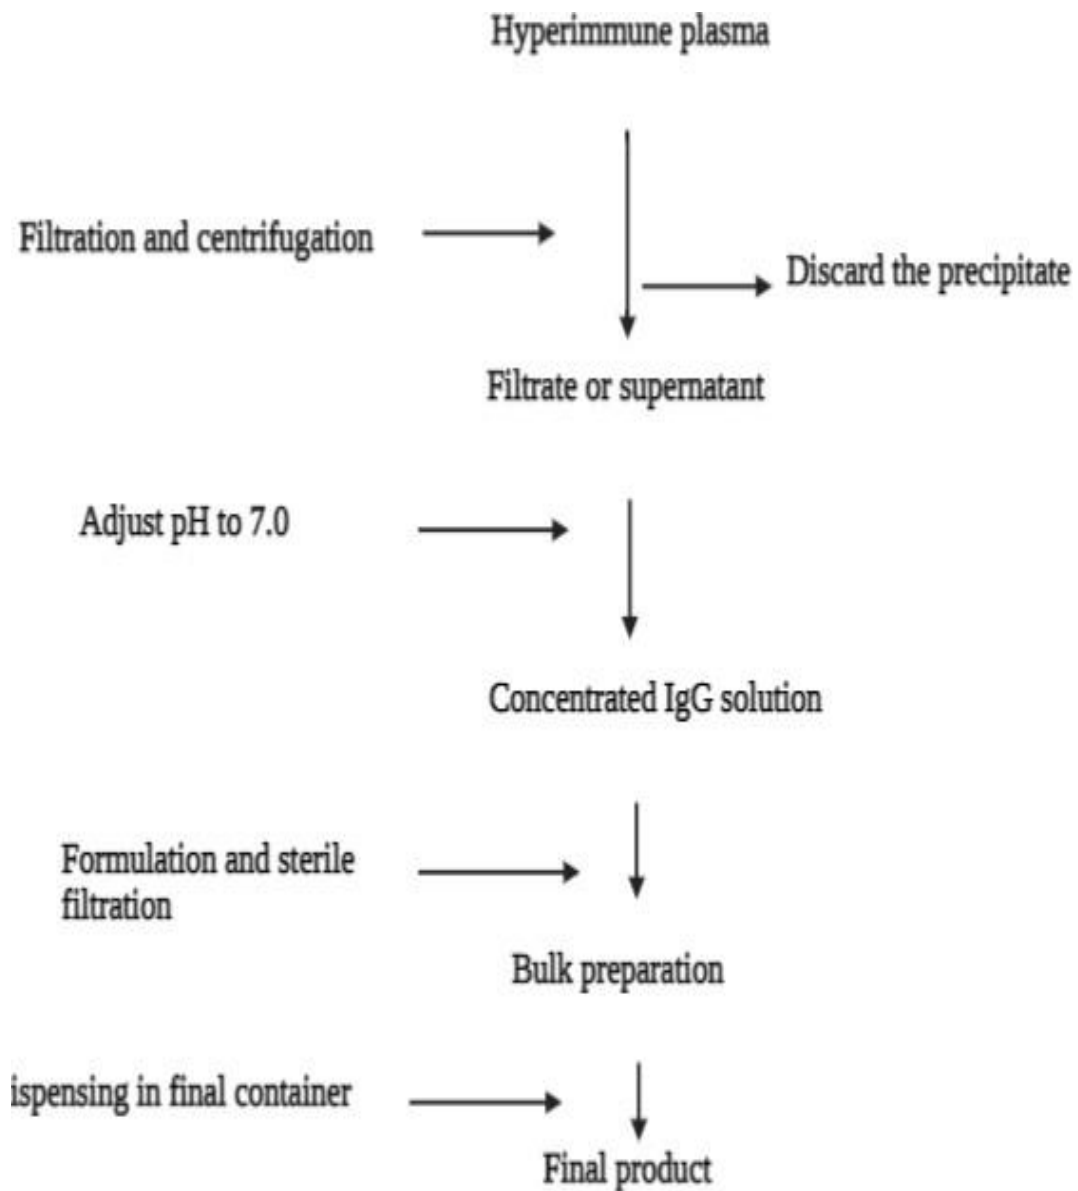 Hyperimmune plasma
Filtration and centrifugation
Discard the precipitate
Filtrate or supernatant
Adjust pH to 7.0
Concentrated IgG solution
Formulation and sterile
filtration
Bulk preparation
ispensing in final container
Final product